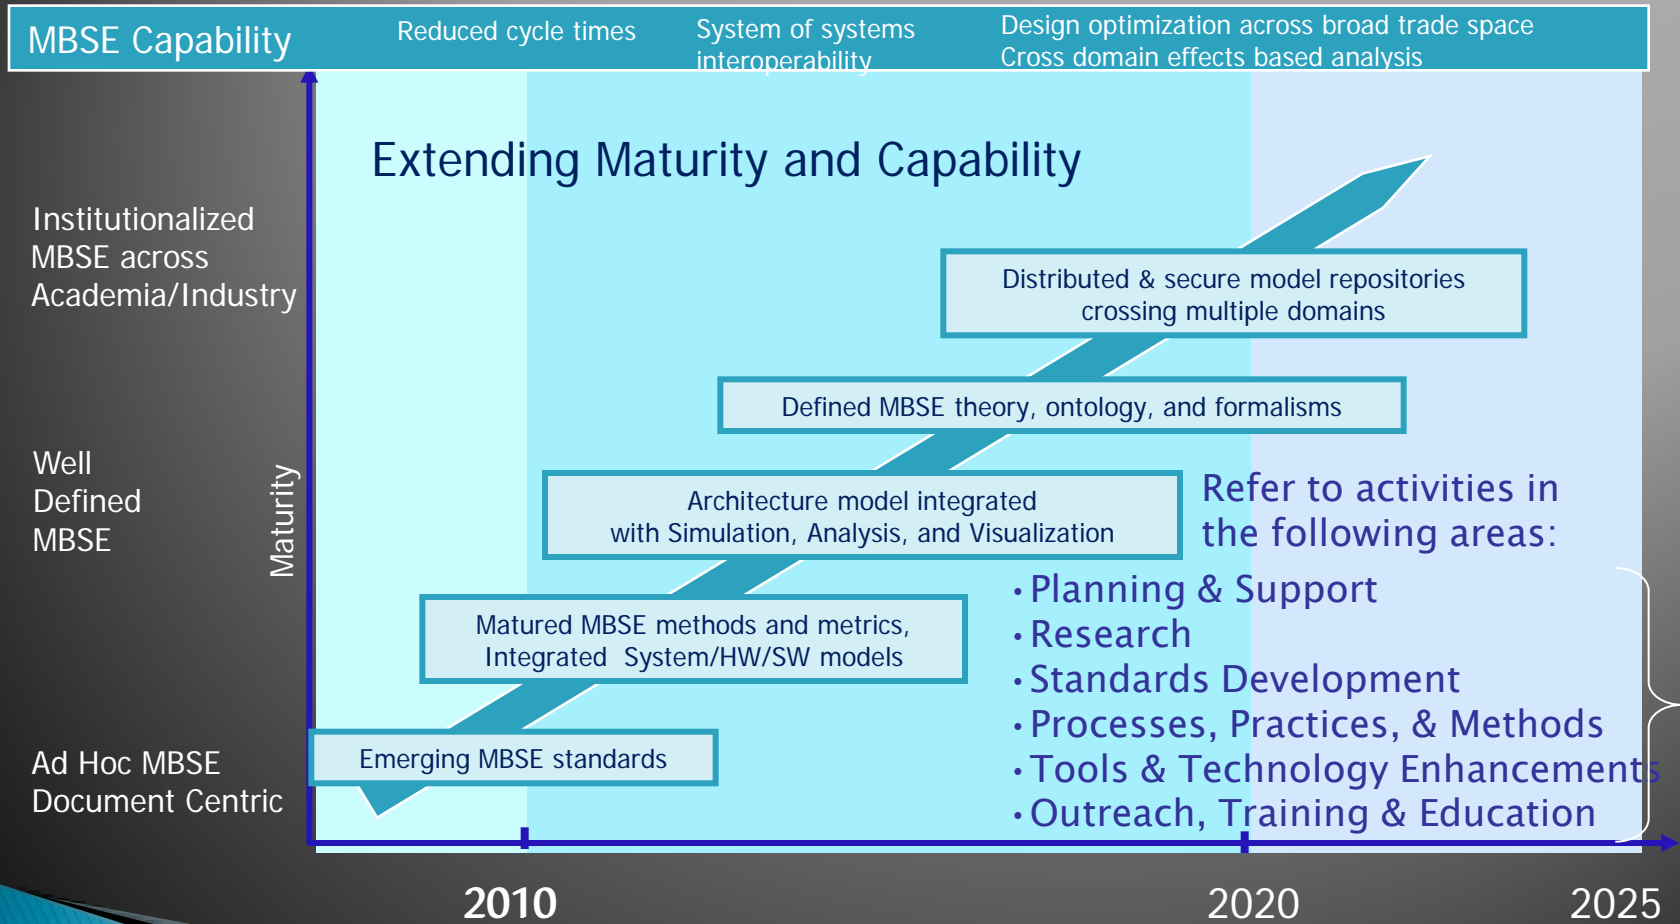 MBSE Capability
Reduced cycle times
System of systems
interoperability
Design optimization across broad trade space
Cross domain effects based analysis
Extending Maturity and Capability
Institutionalized
MBSE across
Academia/Industry
Well
Defined
MBSE
Ad Hoc MBSE
Document Centric
Maturity
Distributed & secure model repositories
crossing multiple domains
Defined MBSE theory, ontology, and formalisms
Architecture model integrated
with Simulation, Analysis, and Visualization
Matured MBSE methods and metrics,
Integrated System/HW/SW models
Emerging MBSE standards
Refer to activities in
the following areas:
•Planning & Support
•Research
•Standards Development
•Processes, Practices, & Methods
•Tools & Technology Enhancements
•Outreach, Training & Education
2010
2020
2025